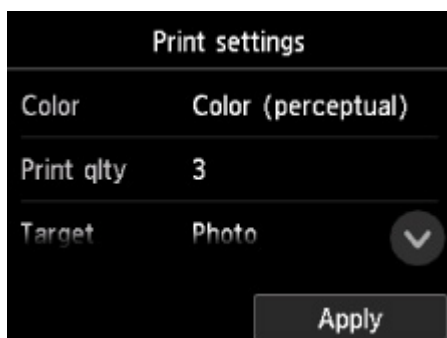 Print settings
Color Color (perceptual)
Print qlty 3
Target Photo
Apply